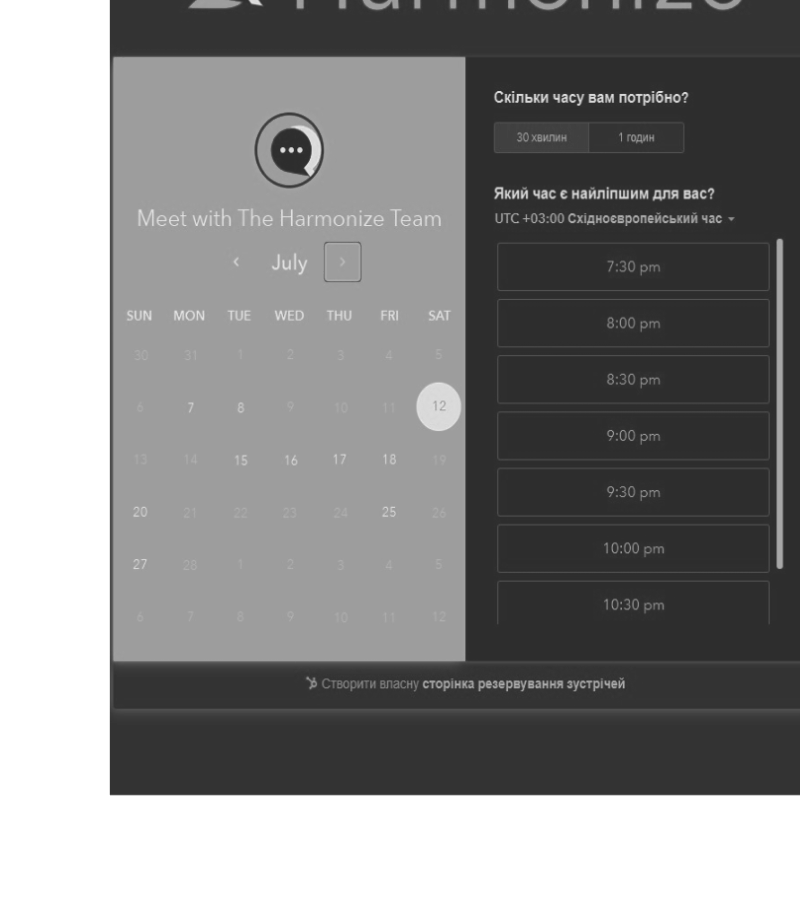 Harmonize
Meet with The Harmonize Team
‹ July ›
SUN MON TUE WED THU FRI SAT
30 31 1 2 3 4 5
6 7 8 9 10 11 12
13 14 15 16 17 18 19
20 21 22 23 24 25 26
27 28 1 2 3 4 5
6 7 8 9 10 11 12
Скільки часу вам потрібно?
30 хвилин 1 годин
Який час є найліпшим для вас?
UTC +03:00 Східноєвропейський час
7:30 pm
8:00 pm
8:30 pm
9:00 pm
9:30 pm
10:00 pm
10:30 pm
Створити власну сторінка резервування зустрічей